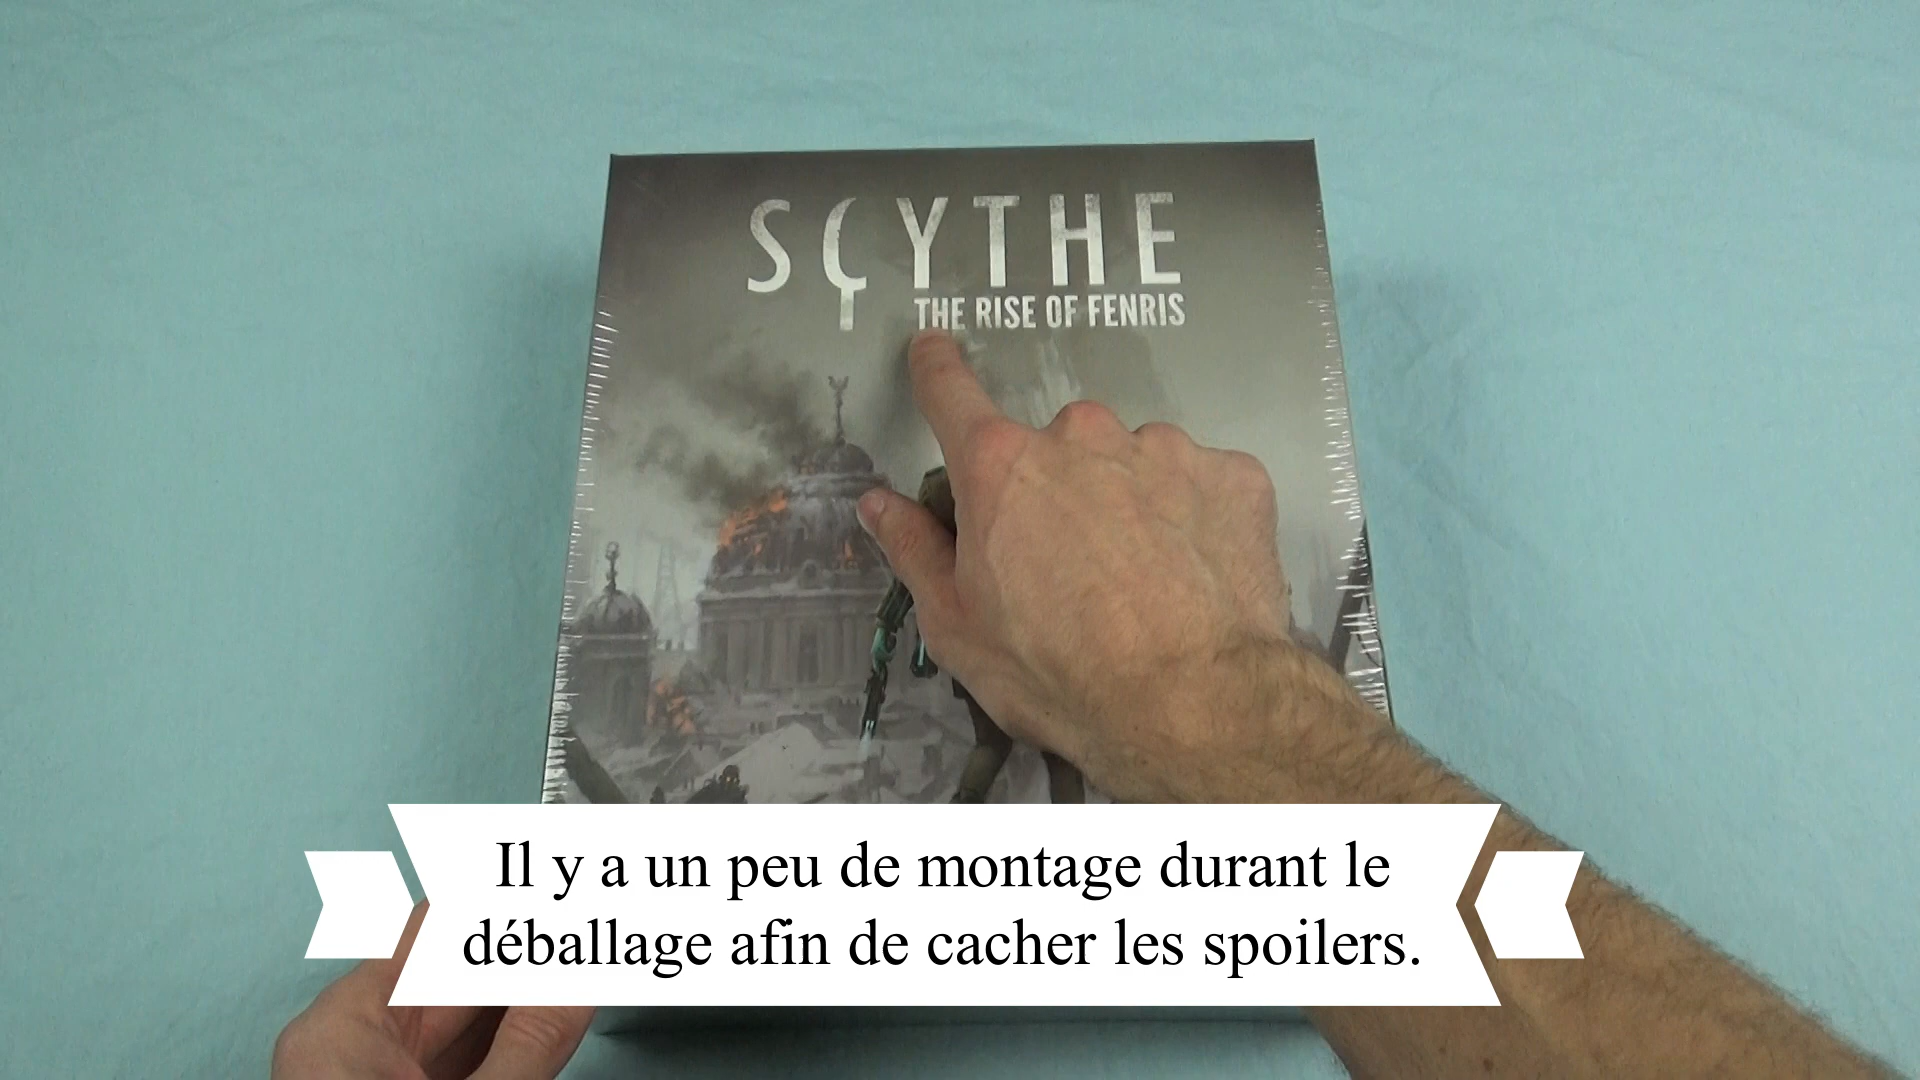 SCYTHE
THE RISE OF FENRIS
Il y a un peu de montage durant le
déballage afin de cacher les spoilers.